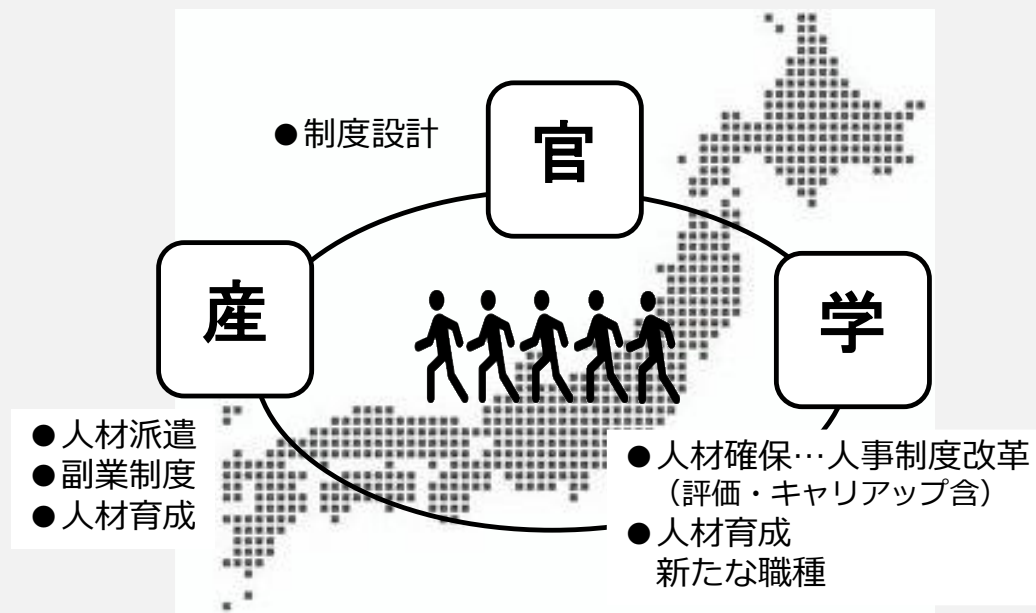 ●制度設計
官
産
学
●人材派遣
●副業制度
●人材育成
●人材確保…人事制度改革
（評価・キャリアアップ含）
●人材育成
新たな職種